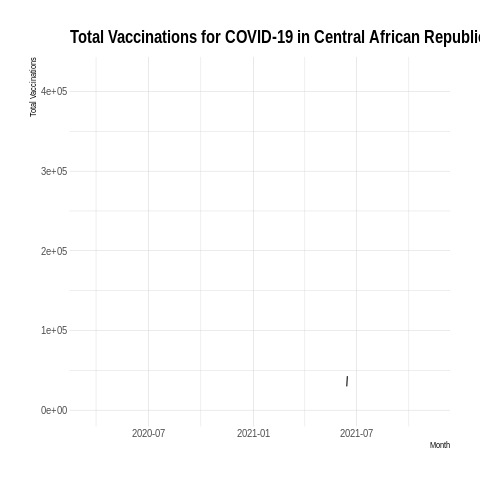 Total Vaccinations for COVID-19 in Central African Republi
Total Vaccinations
4e+05
3e+05
2e+05
1e+05
0e+00
2020-07
2021-01
2021-07
Month